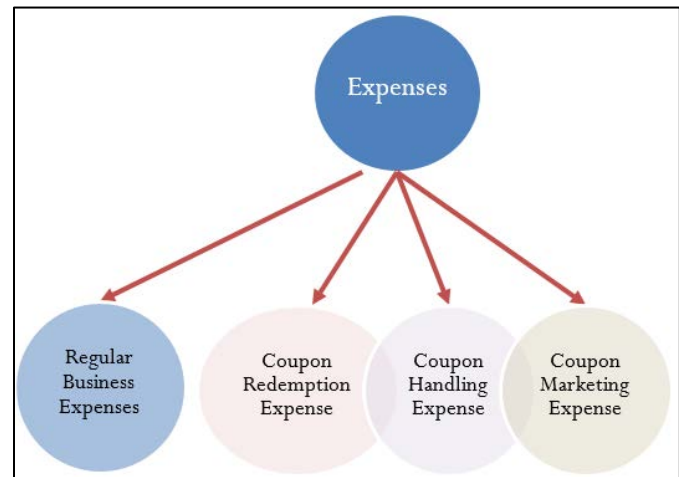 Expenses
Regular
Business
Expenses
Coupon
Redemption
Expense
Coupon
Handling
Expense
Coupon
Marketing
Expense